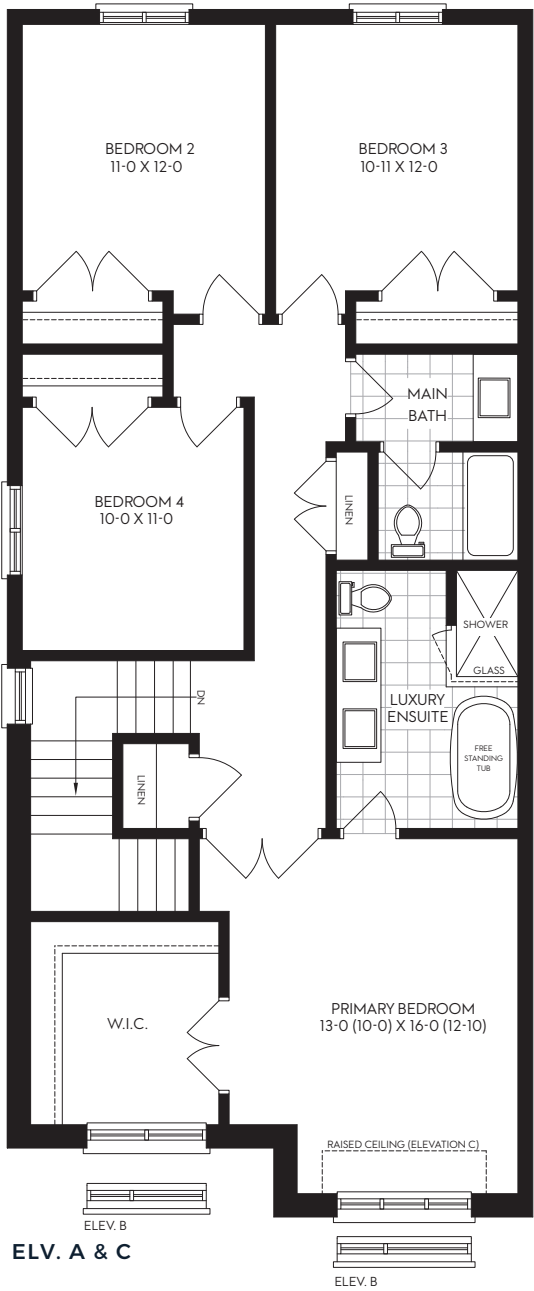 BEDROOM 2
11-0 X 12-0
BEDROOM 3
10-11 X 12-0
MAIN
BATH
BEDROOM 4
10-0 X 11-0
LINEN
SHOWER
GLASS
DN
LUXURY
ENSUITE
FREE
STANDING
TUB
LINEN
W.I.C.
PRIMARY BEDROOM
13-0 (10-0) X 16-0 (12-10)
RAISED CEILING (ELEVATION C)
ELEV. B
ELV. A & C
ELEV. B